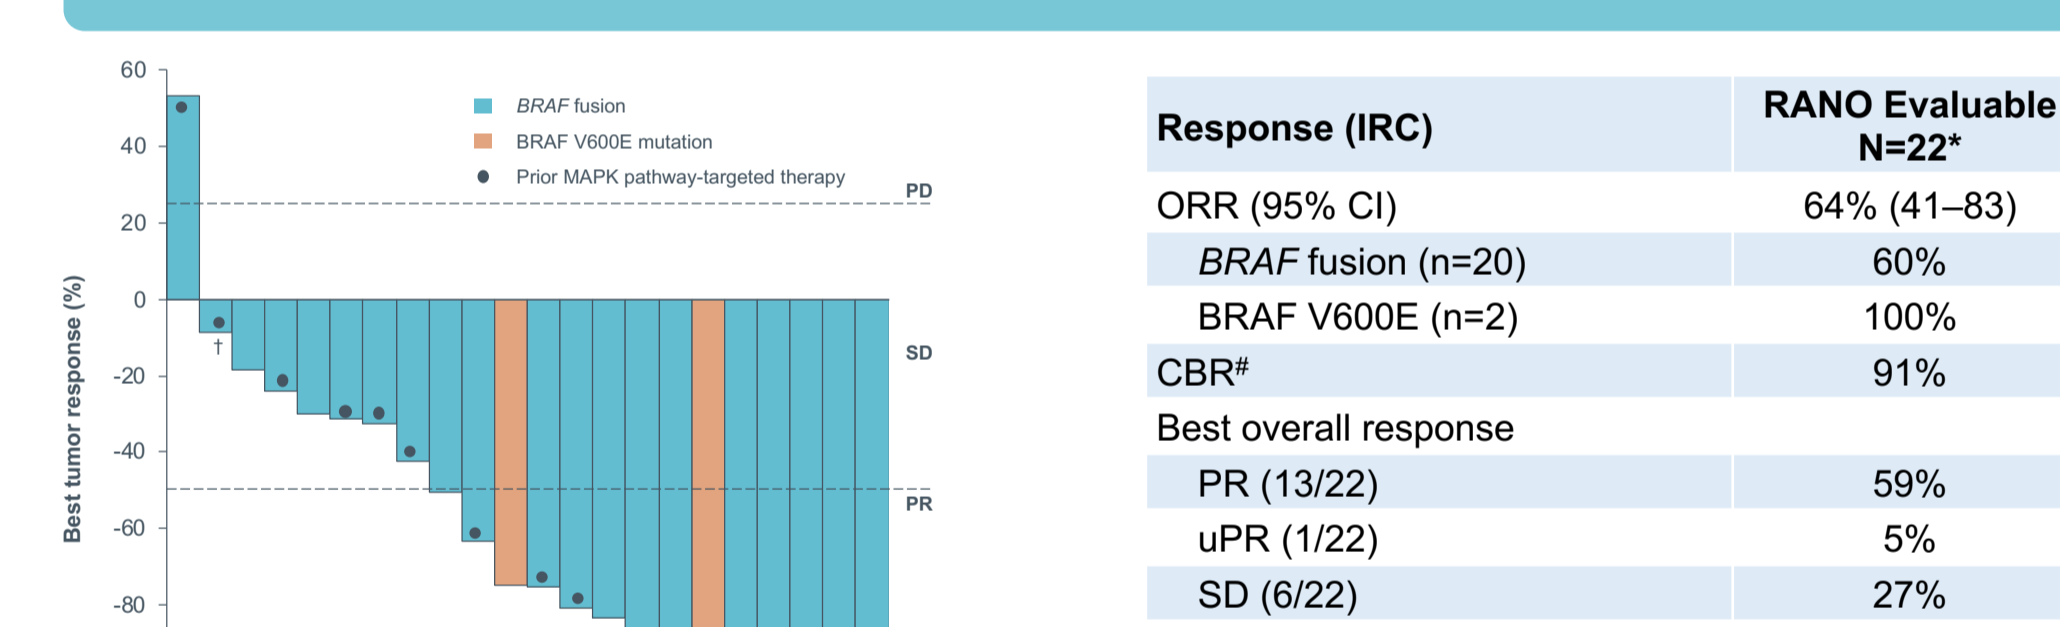 60
40
20
0
-20
-40
-60
-80
Best tumor response (%)
BRAF fusion
BRAF V600E mutation
Prior MAPK pathway-targeted therapy
PD
SD
PR
†
Response (IRC) RANO Evaluable
N=22*
ORR (95% CI) 64% (41–83)
BRAF fusion (n=20) 60%
BRAF V600E (n=2) 100%
CBR# 91%
Best overall response
PR (13/22) 59%
uPR (1/22) 5%
SD (6/22) 27%